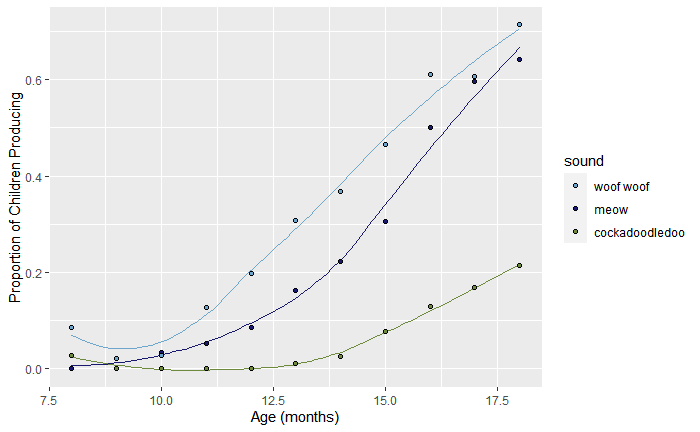 Proportion of Children Producing
0.6
0.4
0.2
0.0
7.5 10.0 12.5 15.0 17.5
Age (months)
sound
woof woof
meow
cockadoodledoo